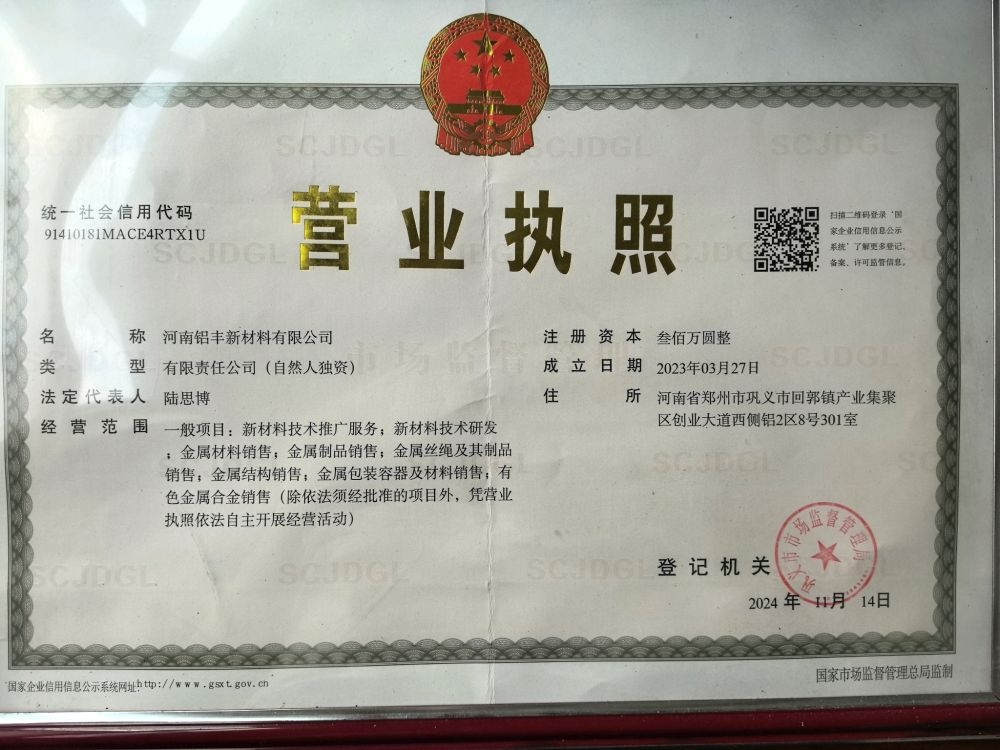 营业执照
统一社会信用代码
91410181MACE4RTX1U
扫描二维码登录‘国
家企业信用信息公示
系统’了解更多登记、
备案、许可监管信息。
名称 河南铝丰新材料有限公司
类型 有限责任公司（自然人独资）
法定代表人 陆思博
经营范围 一般项目：新材料技术推广服务；新材料技术研发
；金属材料销售；金属制品销售；金属丝绳及其制品
销售；金属结构销售；金属包装容器及材料销售；有
色金属合金销售（除依法须经批准的项目外，凭营业
执照依法自主开展经营活动）
注册资本 叁佰万圆整
成立日期 2023年03月27日
住所 河南省郑州市巩义市回郭镇产业集聚
区创业大道西侧铝2区8号301室
登记机关
巩义市市场监督管理局
2024年11月14日
国家企业信用信息公示系统网址:http://www.gsxt.gov.cn
国家市场监督管理总局监制
SCJDGL